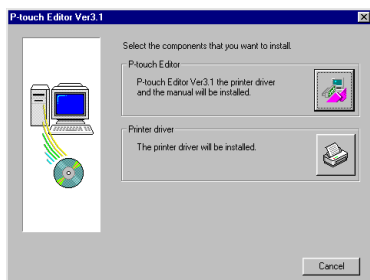 P-touch Editor Ver3.1
Select the components that you want to install.
P-touch Editor
P-touch Editor Ver3.1 the printer driver
and the manual will be installed.
Printer driver
The printer driver will be installed.
Cancel